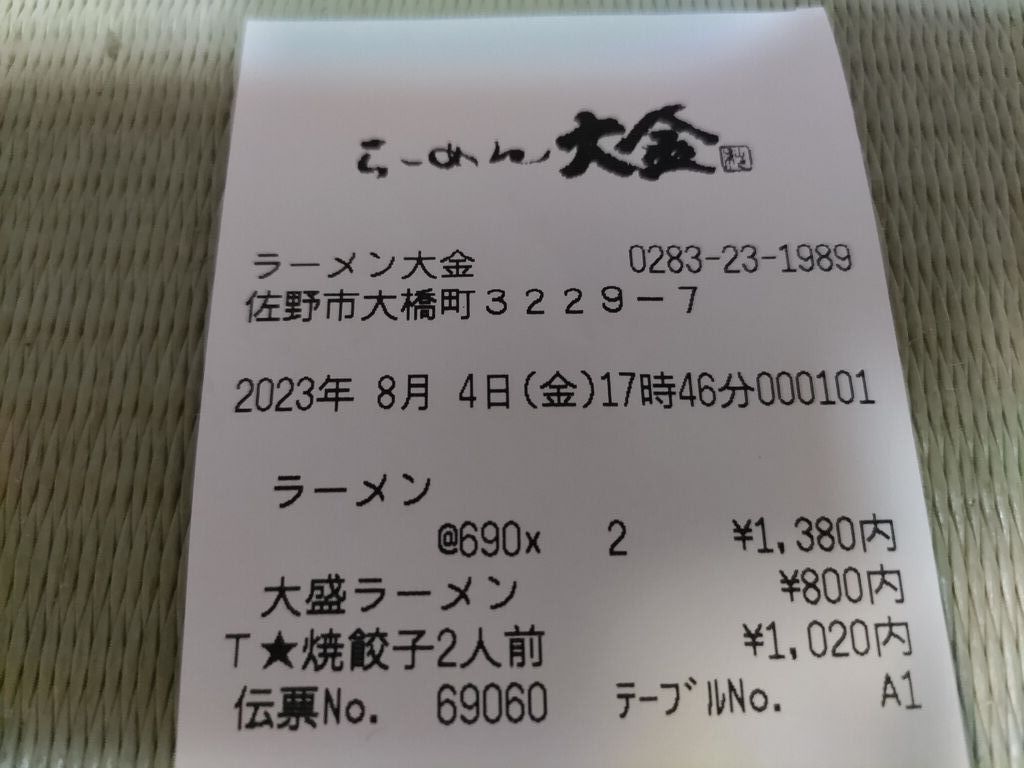 らーめん大金
ラーメン大金 0283-23-1989
佐野市大橋町3229-7
2023年 8月 4日(金)17時46分000101
ラーメン
@690x 2 ¥1,380内
大盛ラーメン ¥800内
T★焼餃子2人前 ¥1,020内
伝票No. 69060 テーブルNo. A1